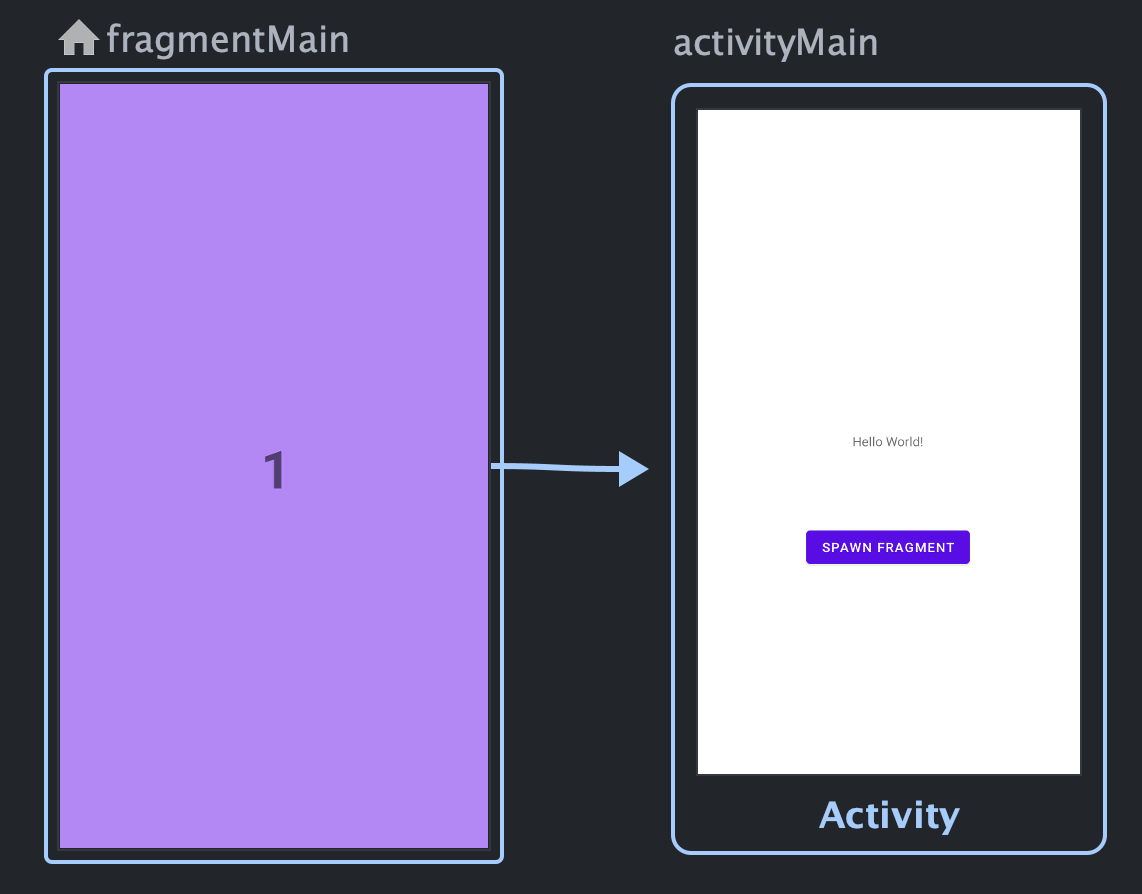 fragmentMain
1
activityMain
Hello World!
SPAWN FRAGMENT
Activity